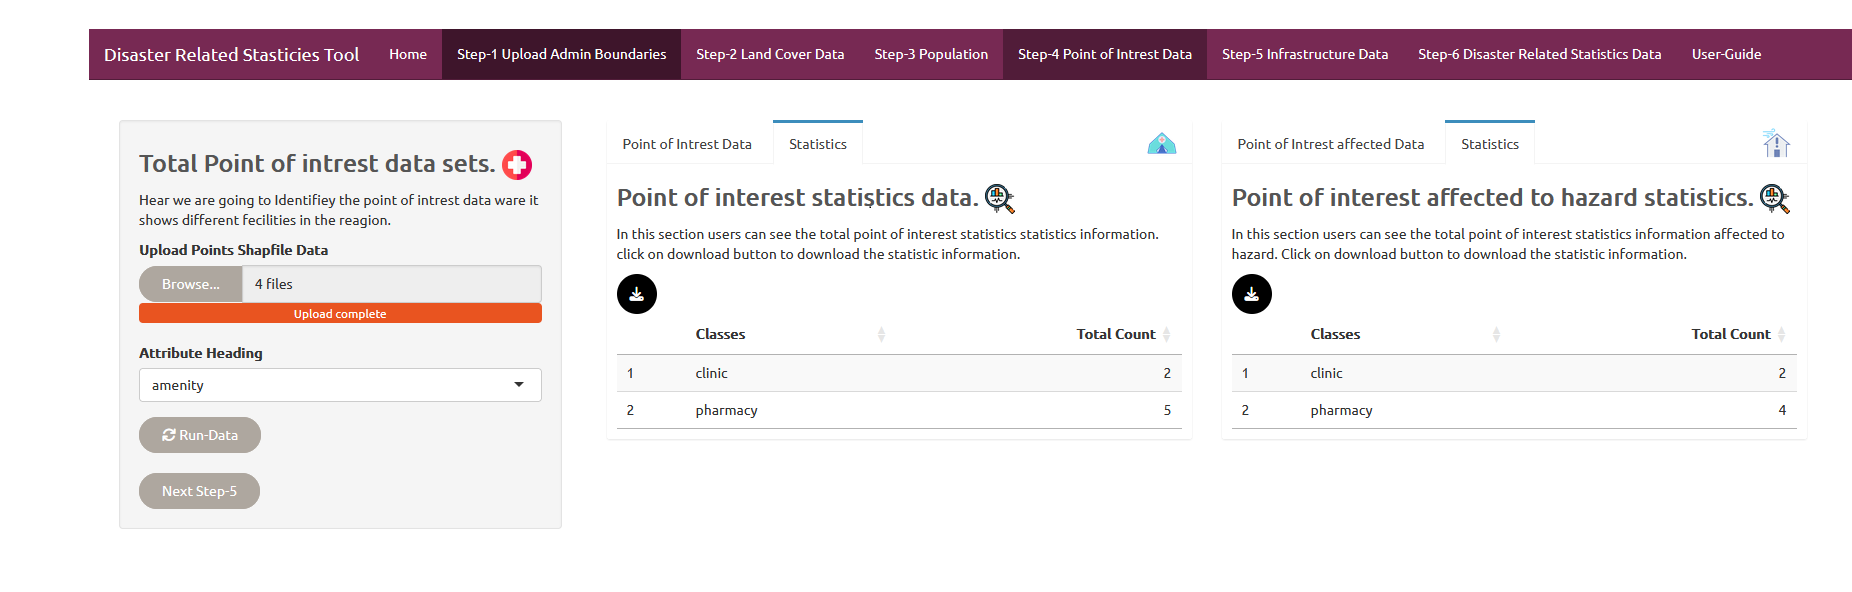 Disaster Related Stasticies Tool Home Step-1 Upload Admin Boundaries Step-2 Land Cover Data Step-3 Population Step-4 Point of Intrest Data Step-5 Infrastructure Data Step-6 Disaster Related Statistics Data User-Guide
Total Point of intrest data sets.
Hear we are going to Identifiey the point of intrest data ware it
shows different fecilities in the reagion.
Upload Points Shapfile Data
Browse... 4 files
Upload complete
Attribute Heading
amenity
Run-Data
Next Step-5
Point of Intrest Data Statistics
Point of interest statistics data.
In this section users can see the total point of interest statistics statistics information.
click on download button to download the statistic information.
Classes Total Count
1 clinic 2
2 pharmacy 5
Point of Intrest affected Data Statistics
Point of interest affected to hazard statistics.
In this section users can see the total point of interest statistics information affected to
hazard. Click on download button to download the statistic information.
Classes Total Count
1 clinic 2
2 pharmacy 4